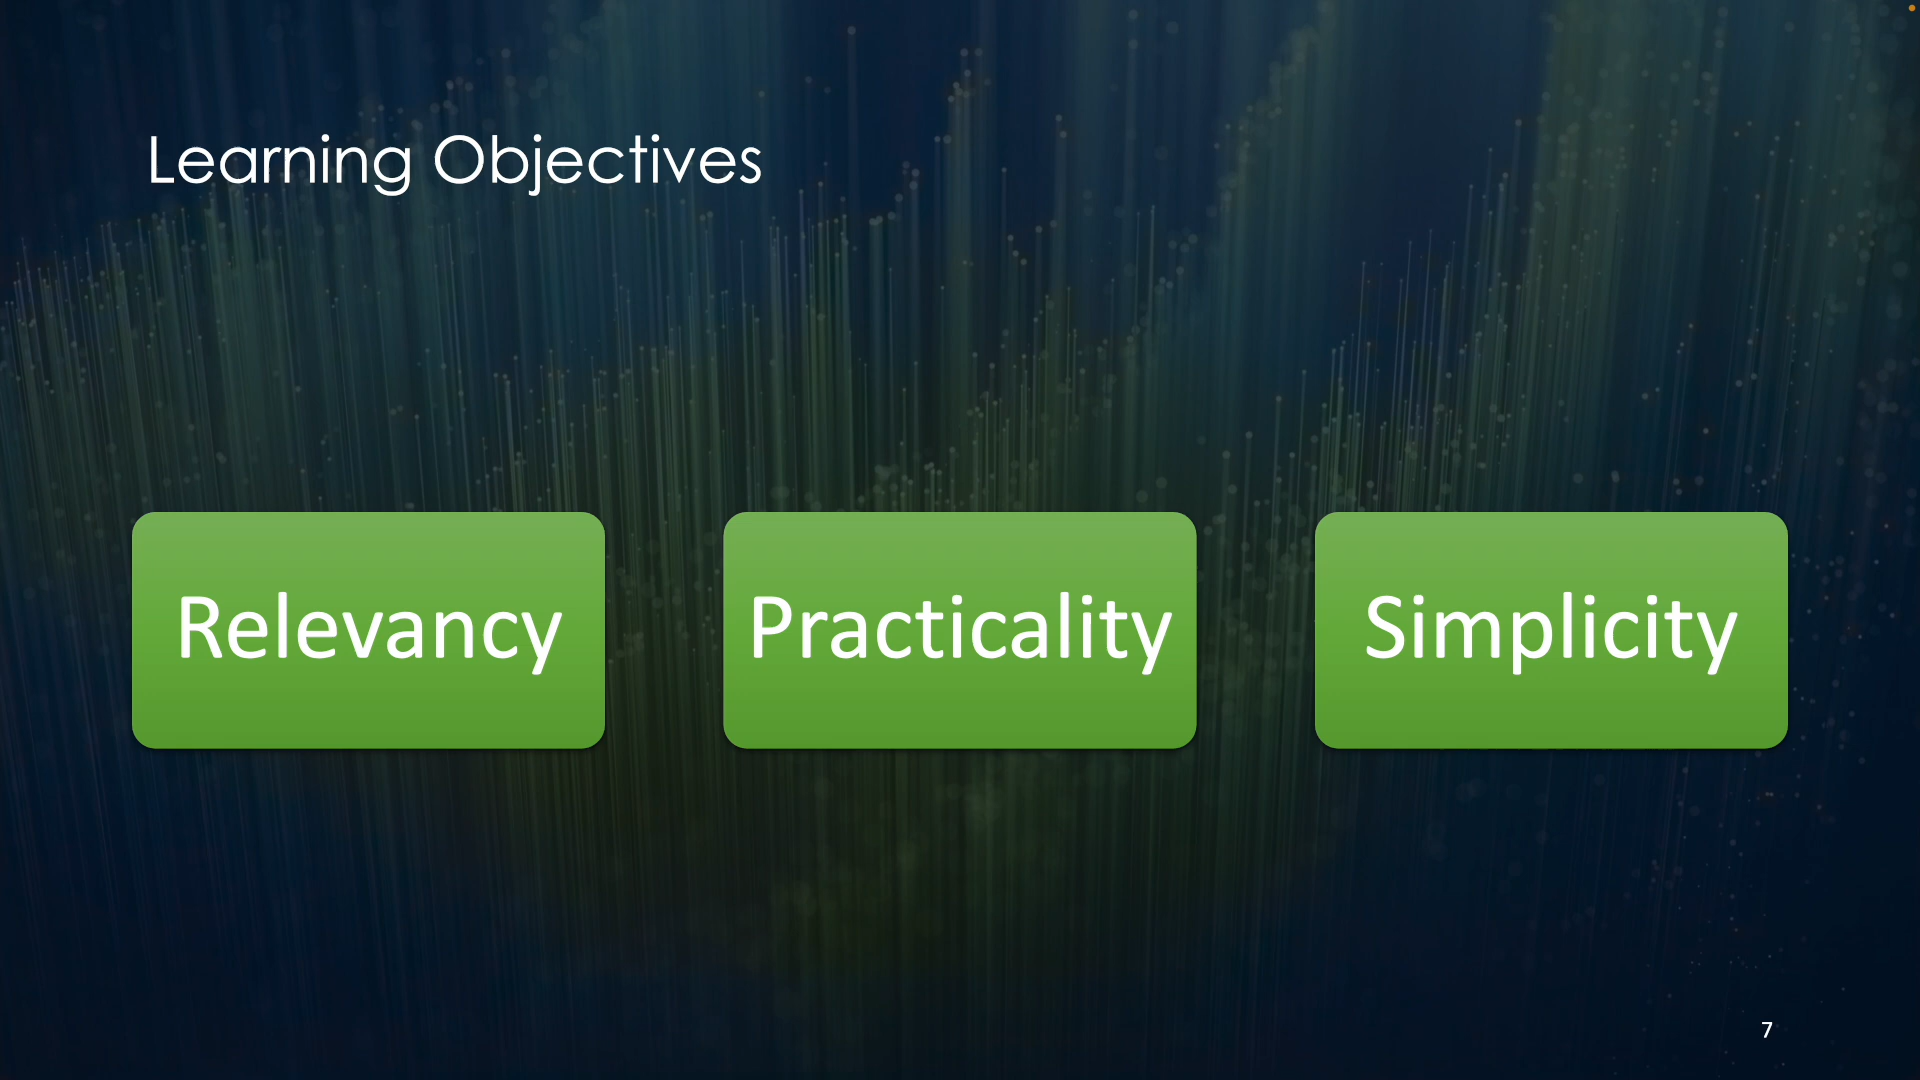 Learning Objectives
Relevancy
Practicality
Simplicity
7